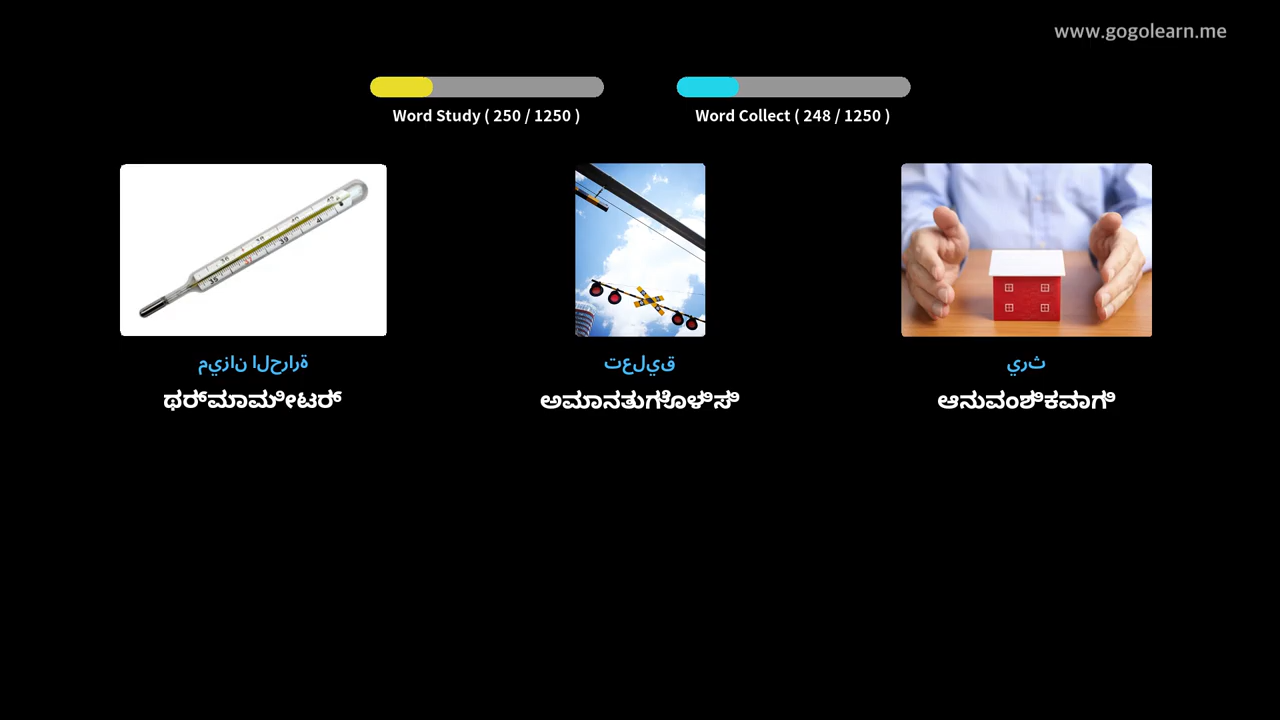 www.gogolearn.me
Word Study ( 250 / 1250 )
Word Collect ( 248 / 1250 )
ميزان الحرارة
ಥರ್ಮಾಮೀಟರ್
تعليق
ಅಮಾನತುಗೊಳಿಸಿ
يرث
ಆನುವಂಶಿಕವಾಗಿ